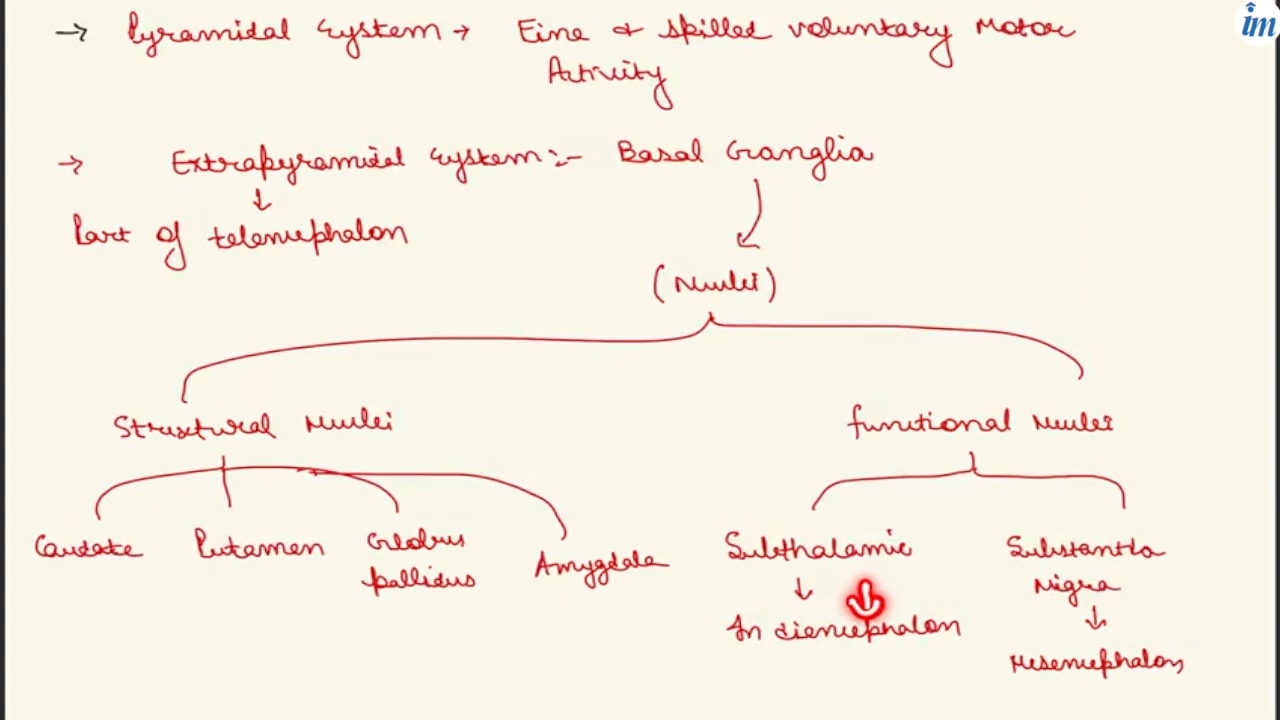 îm
→ Pyramidal System → Fine & skilled voluntary Motor
Activity
→ Extrapyramidal System :- Basal Ganglia
↓
Part of telencephalon
(Nuclei)
Structural Nuclei
functional Nuclei
Caudate Putamen Globus pallidus Amygdala
Subthalamic
↓
In diencephalon
Substantia Nigra
↓
Mesencephalon